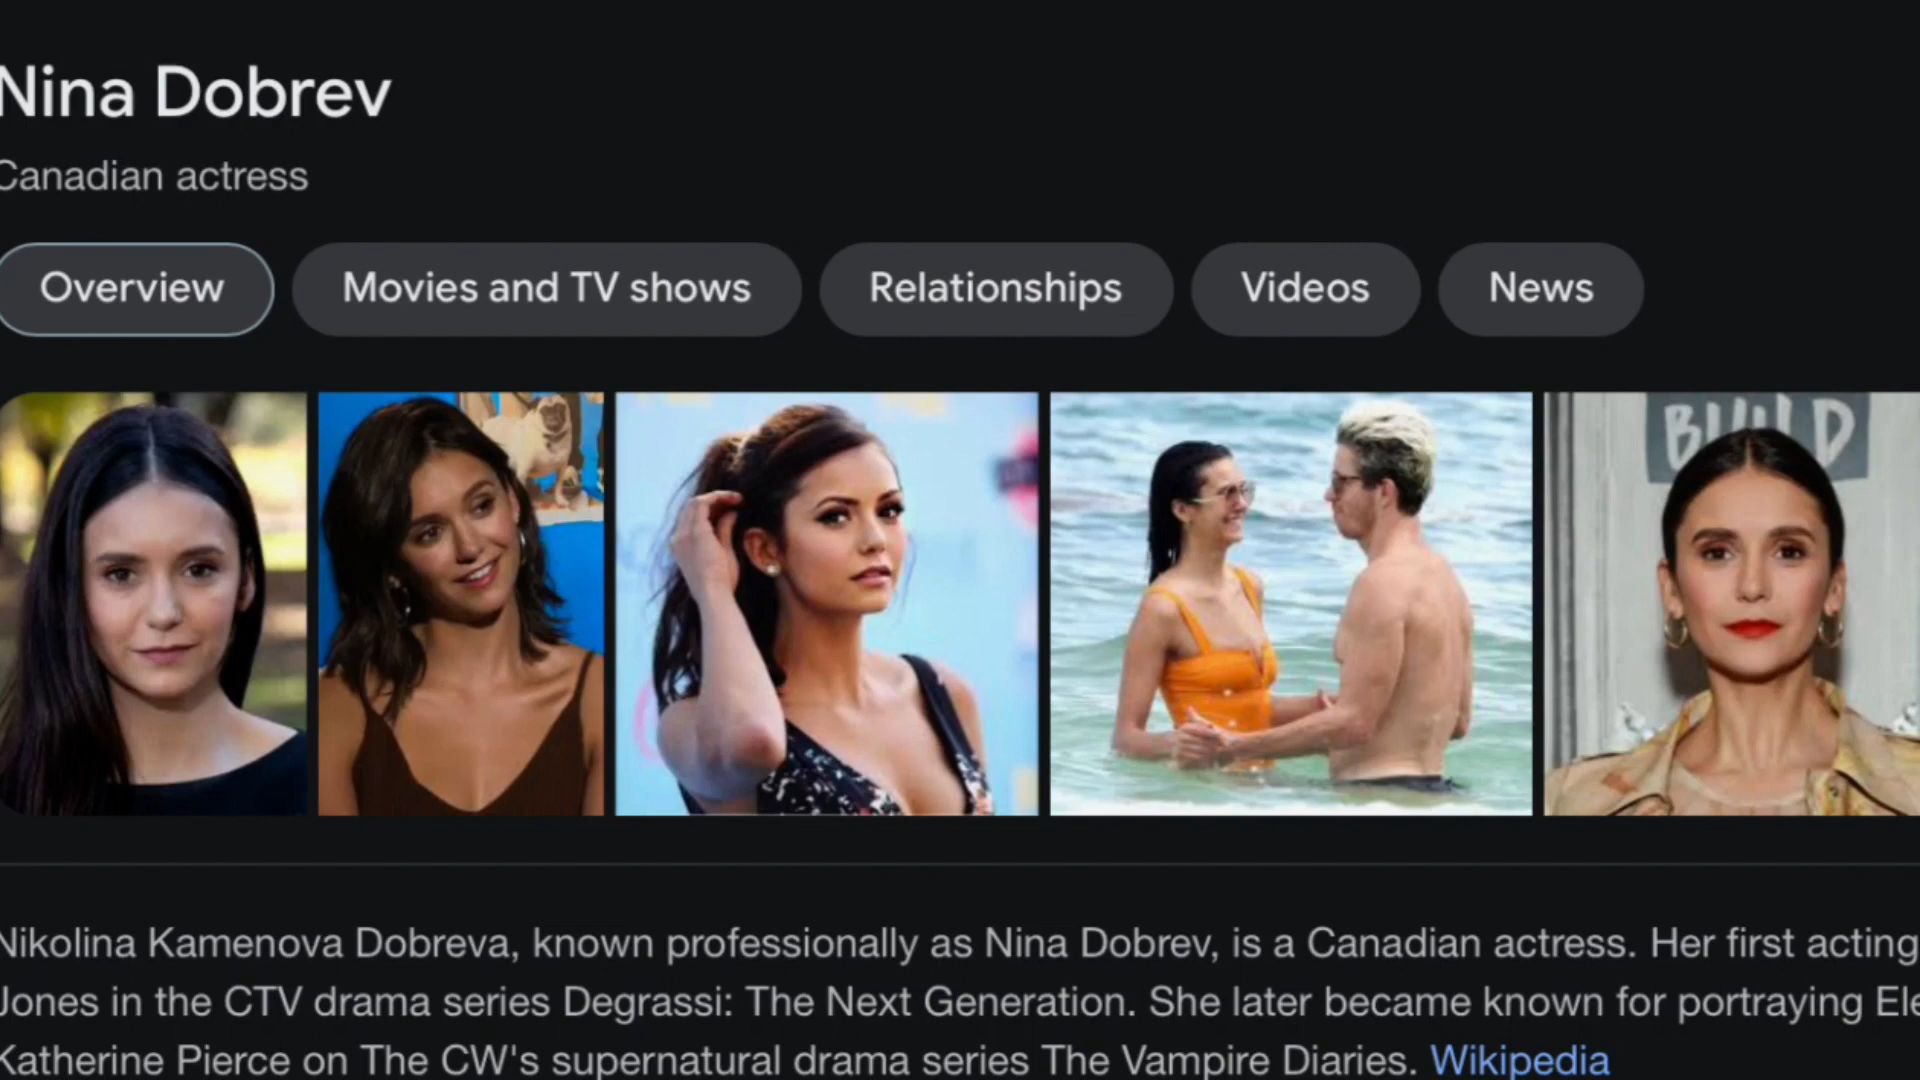 Nina Dobrev
Canadian actress
Overview Movies and TV shows Relationships Videos News
BUILD
Nikolina Kamenova Dobreva, known professionally as Nina Dobrev, is a Canadian actress. Her first acting
Jones in the CTV drama series Degrassi: The Next Generation. She later became known for portraying Ele
Katherine Pierce on The CW's supernatural drama series The Vampire Diaries. Wikipedia